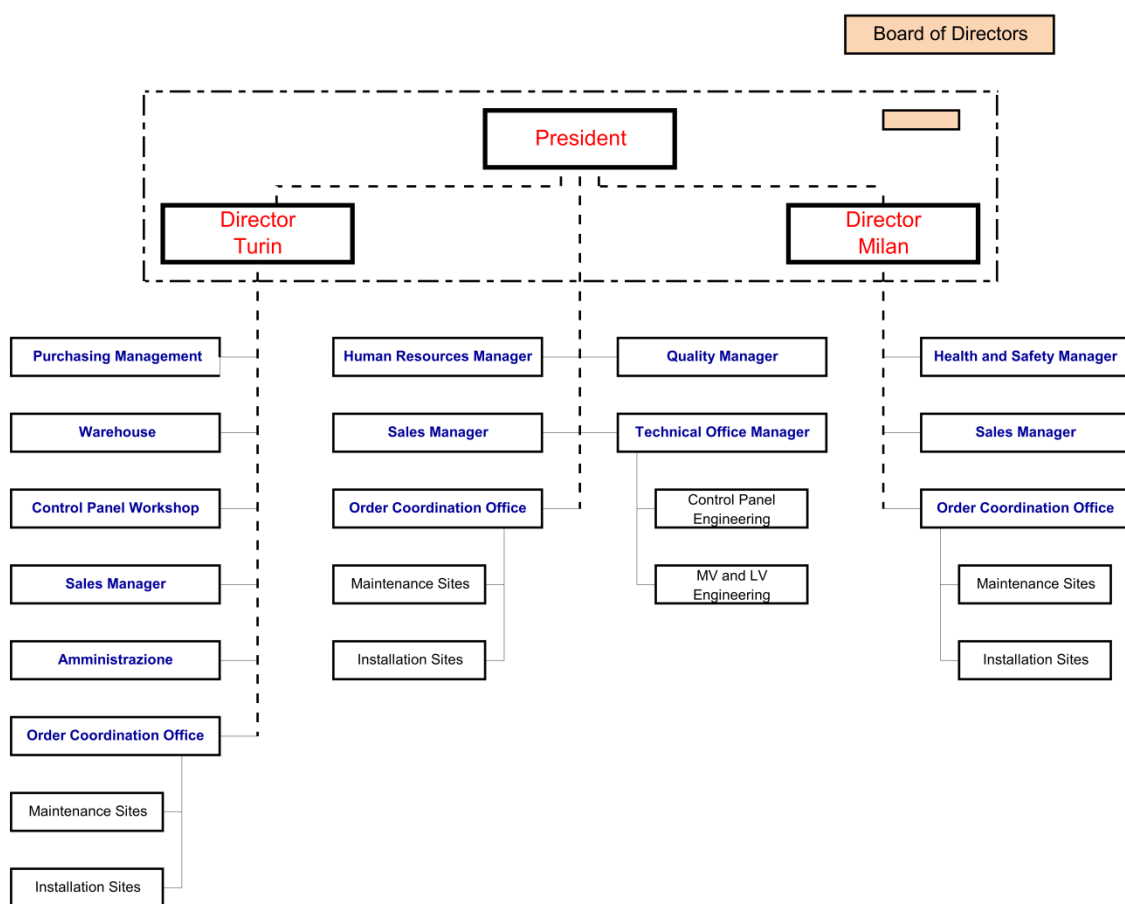 Board of Directors
President
Director
Turin
Director
Milan
Purchasing Management
Human Resources Manager
Quality Manager
Health and Safety Manager
Warehouse
Sales Manager
Technical Office Manager
Sales Manager
Control Panel Workshop
Order Coordination Office
Control Panel
Engineering
Order Coordination Office
Sales Manager
Maintenance Sites
MV and LV
Engineering
Maintenance Sites
Amministrazione
Installation Sites
Installation Sites
Order Coordination Office
Maintenance Sites
Installation Sites